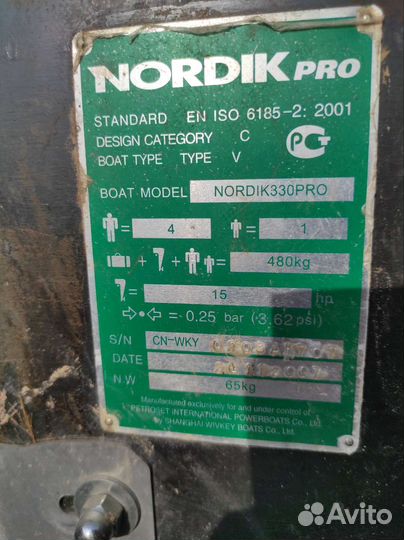 NORDIK PRO
STANDARD EN ISO 6185-2: 2001
DESIGN CATEGORY C
BOAT TYPE TYPE V
BOAT MODEL NORDIK330PRO
= 4 = 1
+ + = 480kg
= 15 hp
= 0.25 bar (3.62 psi)
S/N CN-WKY
DATE
N.W 65kg
Manufactured exclusively for and under control of
PETROSET INTERNATIONAL POWERBOATS Co., Ltd.
by SHANGHAI WIVKEY BOATS Co., Ltd.
Avito